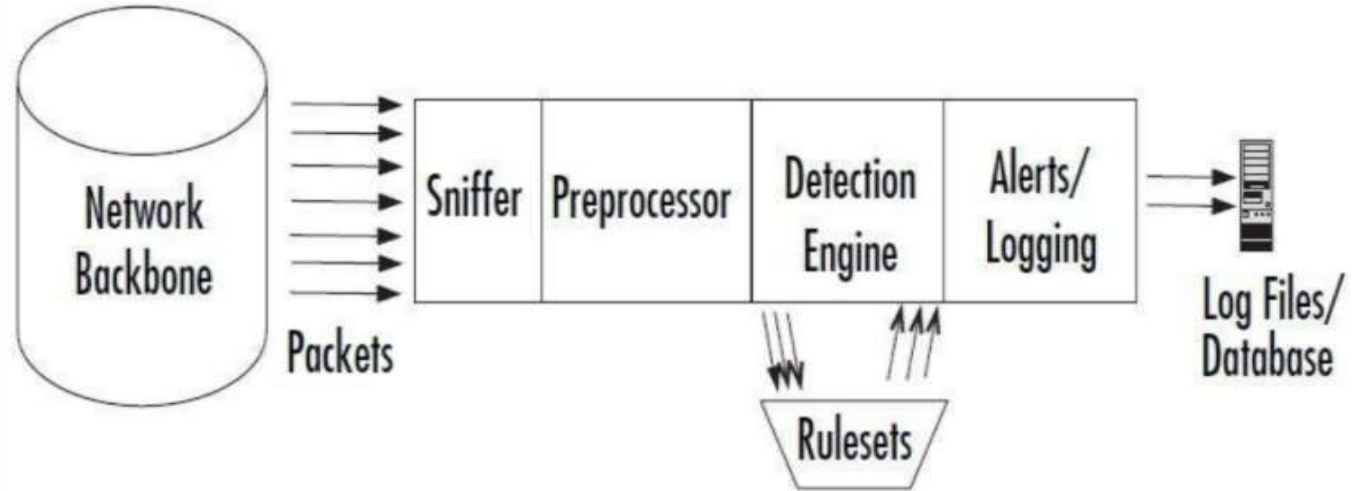 Network
Backbone
Packets
Sniffer
Preprocessor
Detection
Engine
Alerts/
Logging
Rulesets
Log Files/
Database